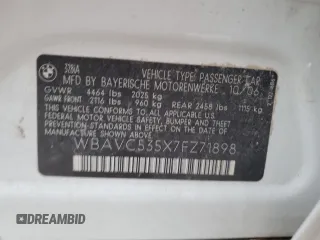 BMW
VEHICLE TYPE: PASSENGER CAR
MFD BY BAYERISCHE MOTORENWERKE 10/06
GVWR 4464 lbs 2025 kg
GAWR FRONT 2116 lbs 960 kg REAR 2458 lbs 1115 kg
THIS VEHICLE CONFORMS TO ALL APPLICABLE
FEDERAL MOTOR VEHICLE SAFETY, BUMPER,
AND THEFT PREVENTION STANDARDS IN EFFECT
ON THE DATE OF MANUFACTURE SHOWN ABOVE.
WBAVC535X7FZ71898
DREAMBID